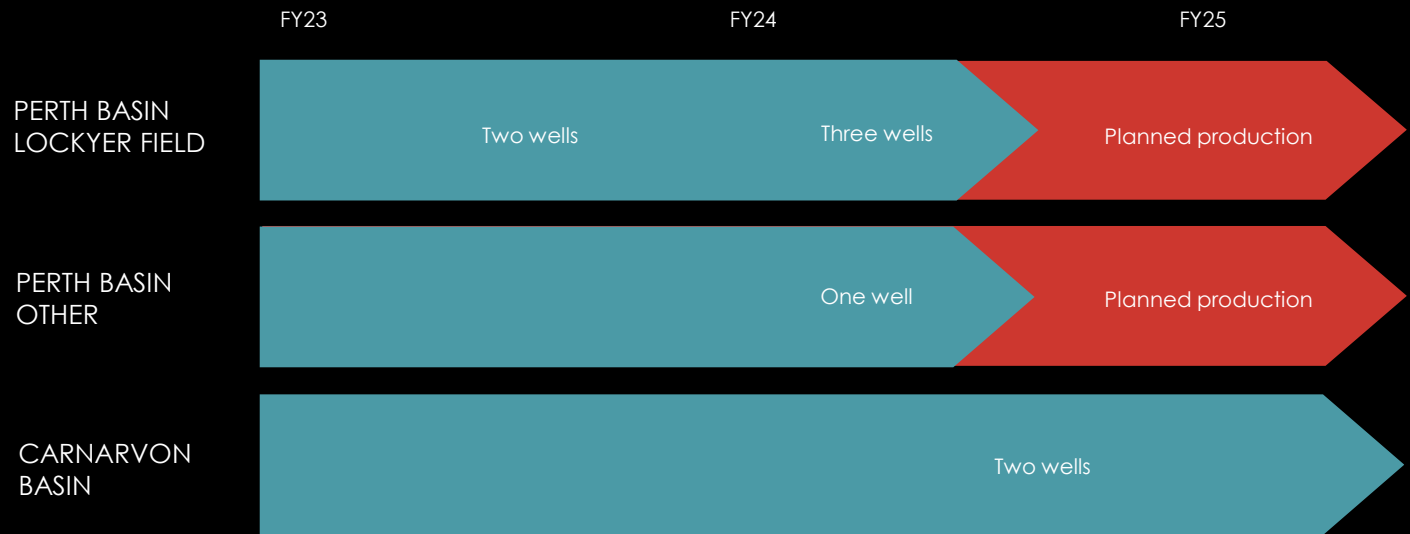 FY23 FY24 FY25
PERTH BASIN
LOCKYER FIELD
Two wells Three wells Planned production
PERTH BASIN
OTHER
One well Planned production
CARNARVON
BASIN
Two wells